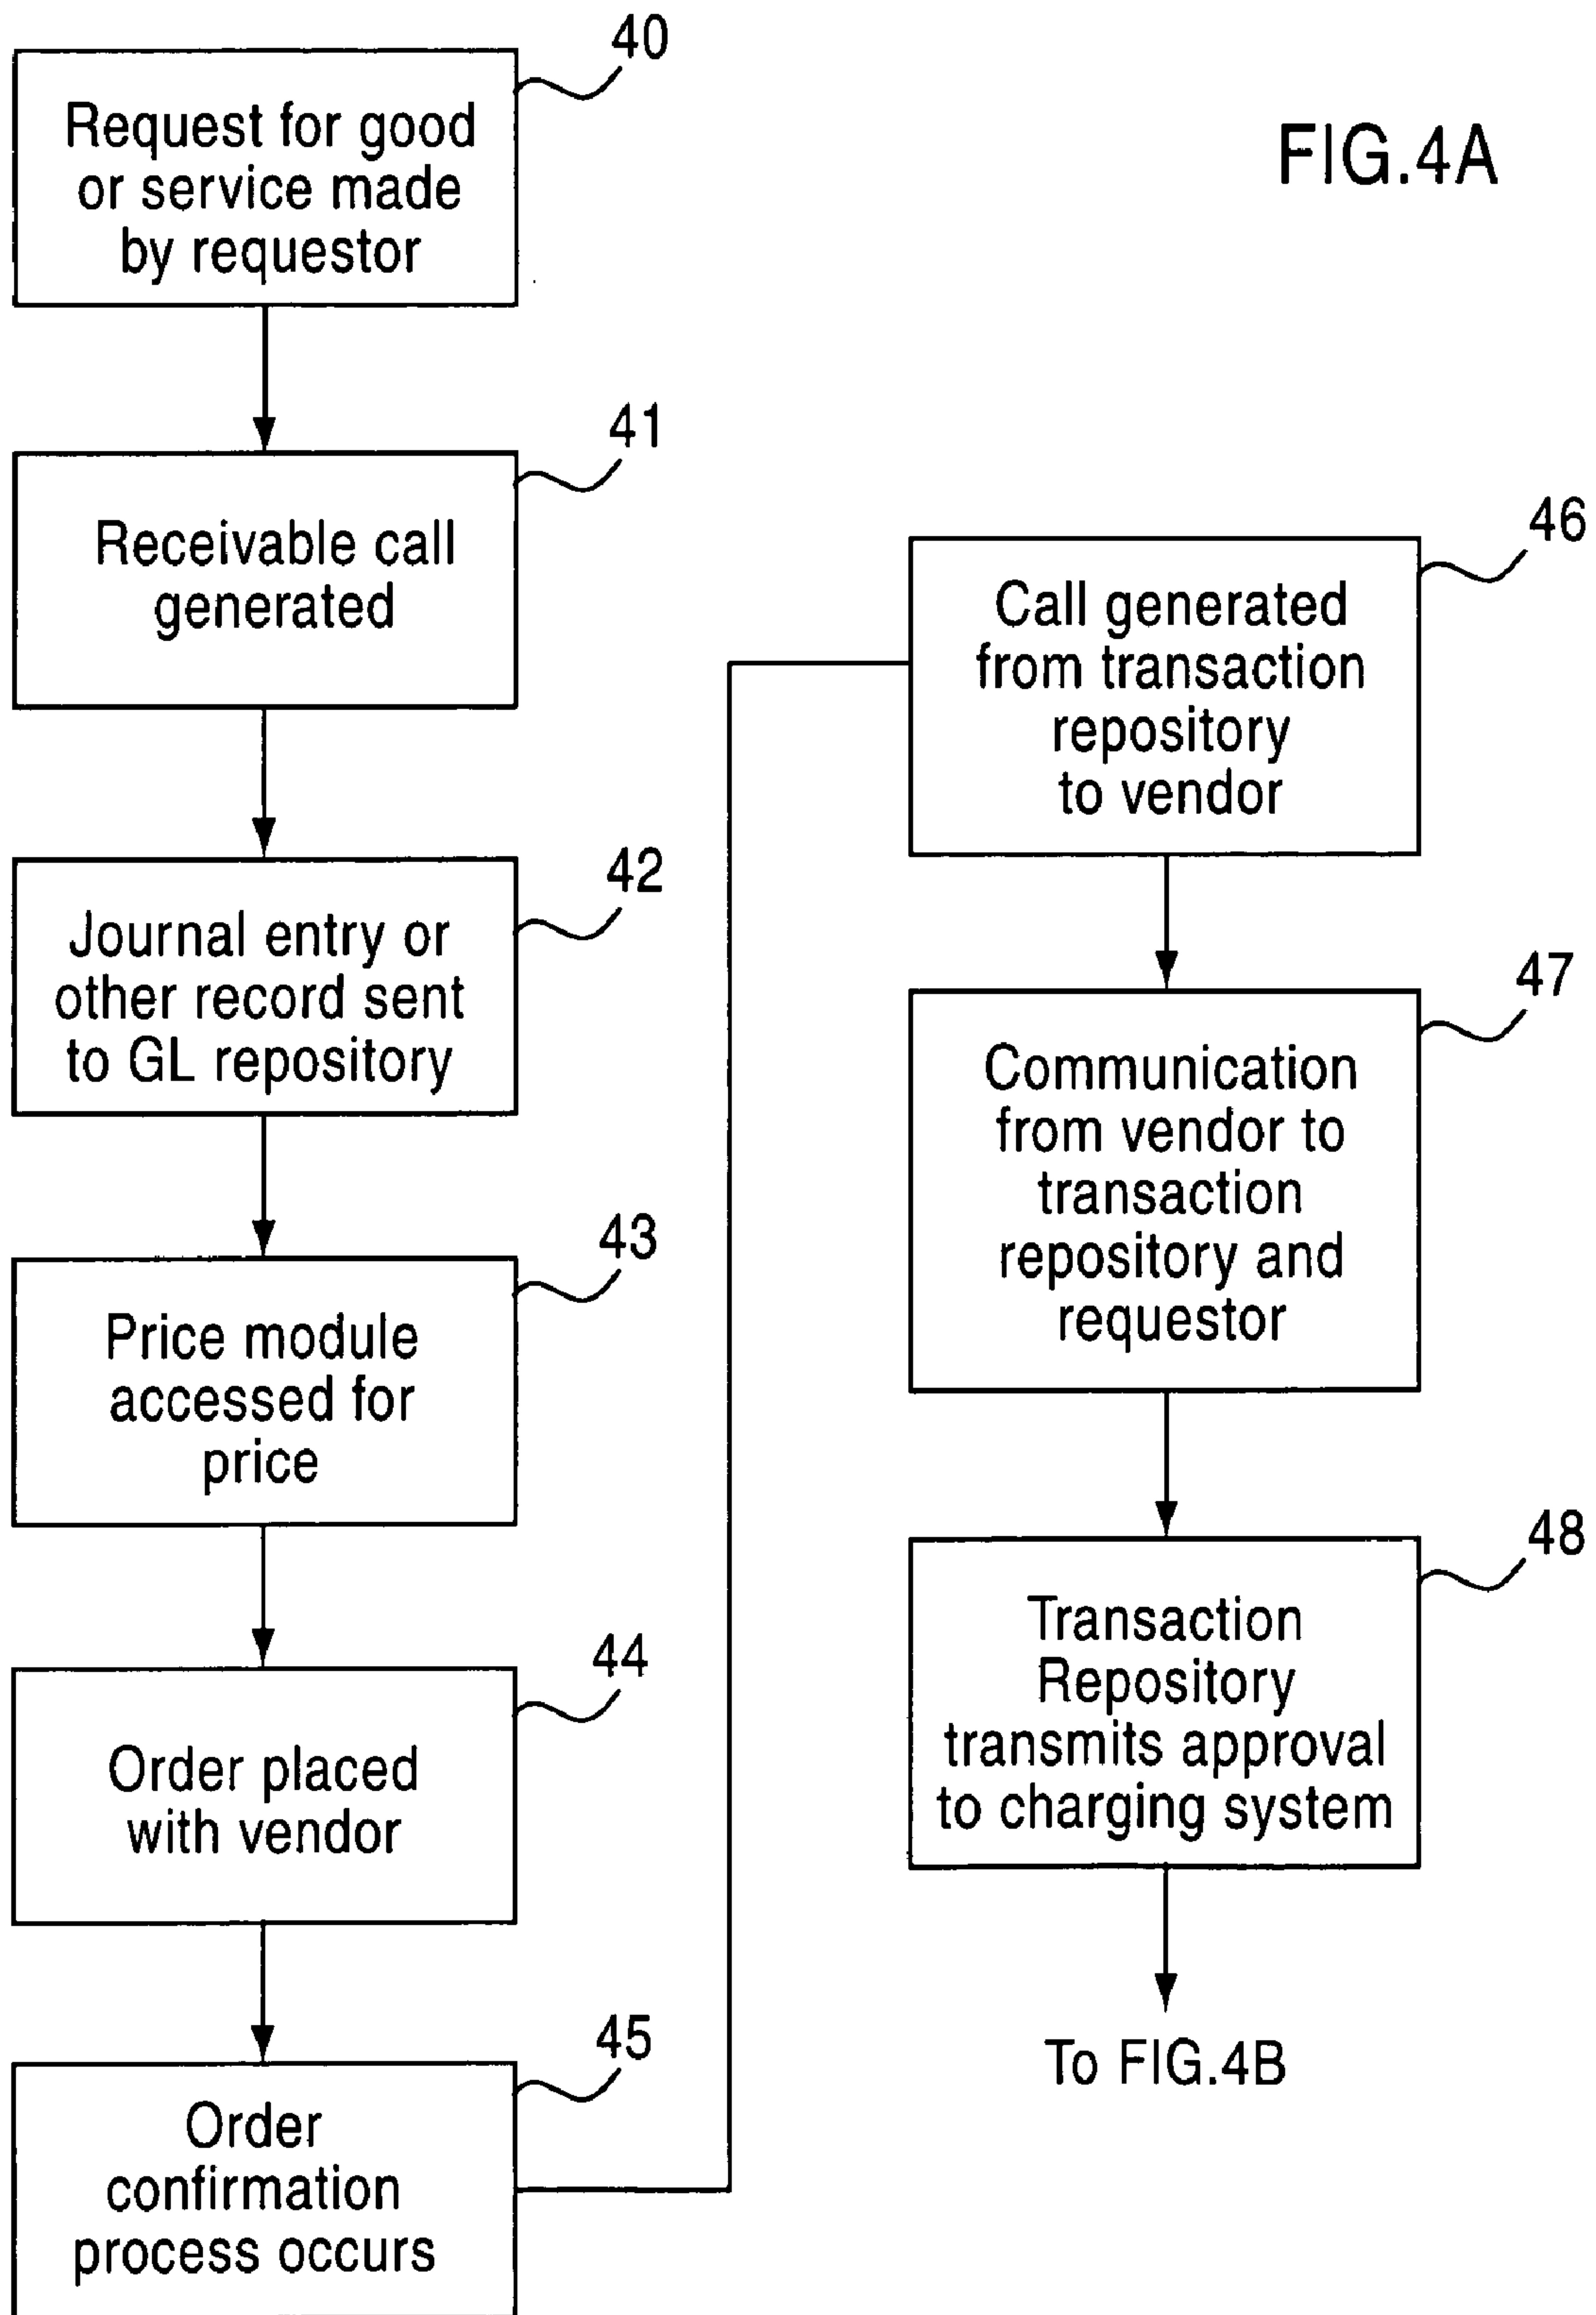 FIG.4A
40
Request for good
or service made
by requestor
41
Receivable call
generated
42
Journal entry or
other record sent
to GL repository
43
Price module
accessed for
price
44
Order placed
with vendor
45
Order
confirmation
process occurs
46
Call generated
from transaction
repository
to vendor
47
Communication
from vendor to
transaction
repository and
requestor
48
Transaction
Repository
transmits approval
to charging system
To FIG.4B